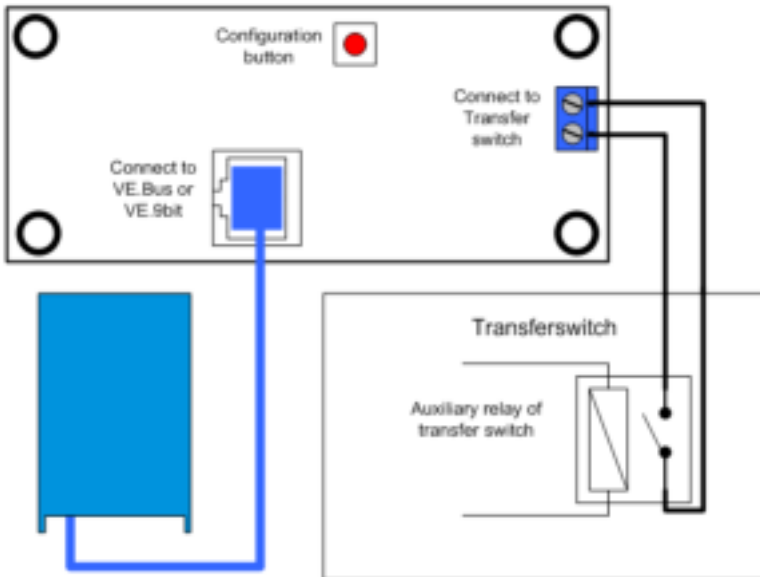 Configuration
button
Connect to
Transfer
switch
Connect to
VE.Bus or
VE.9bit
Transferswitch
Auxiliary relay of
transfer switch